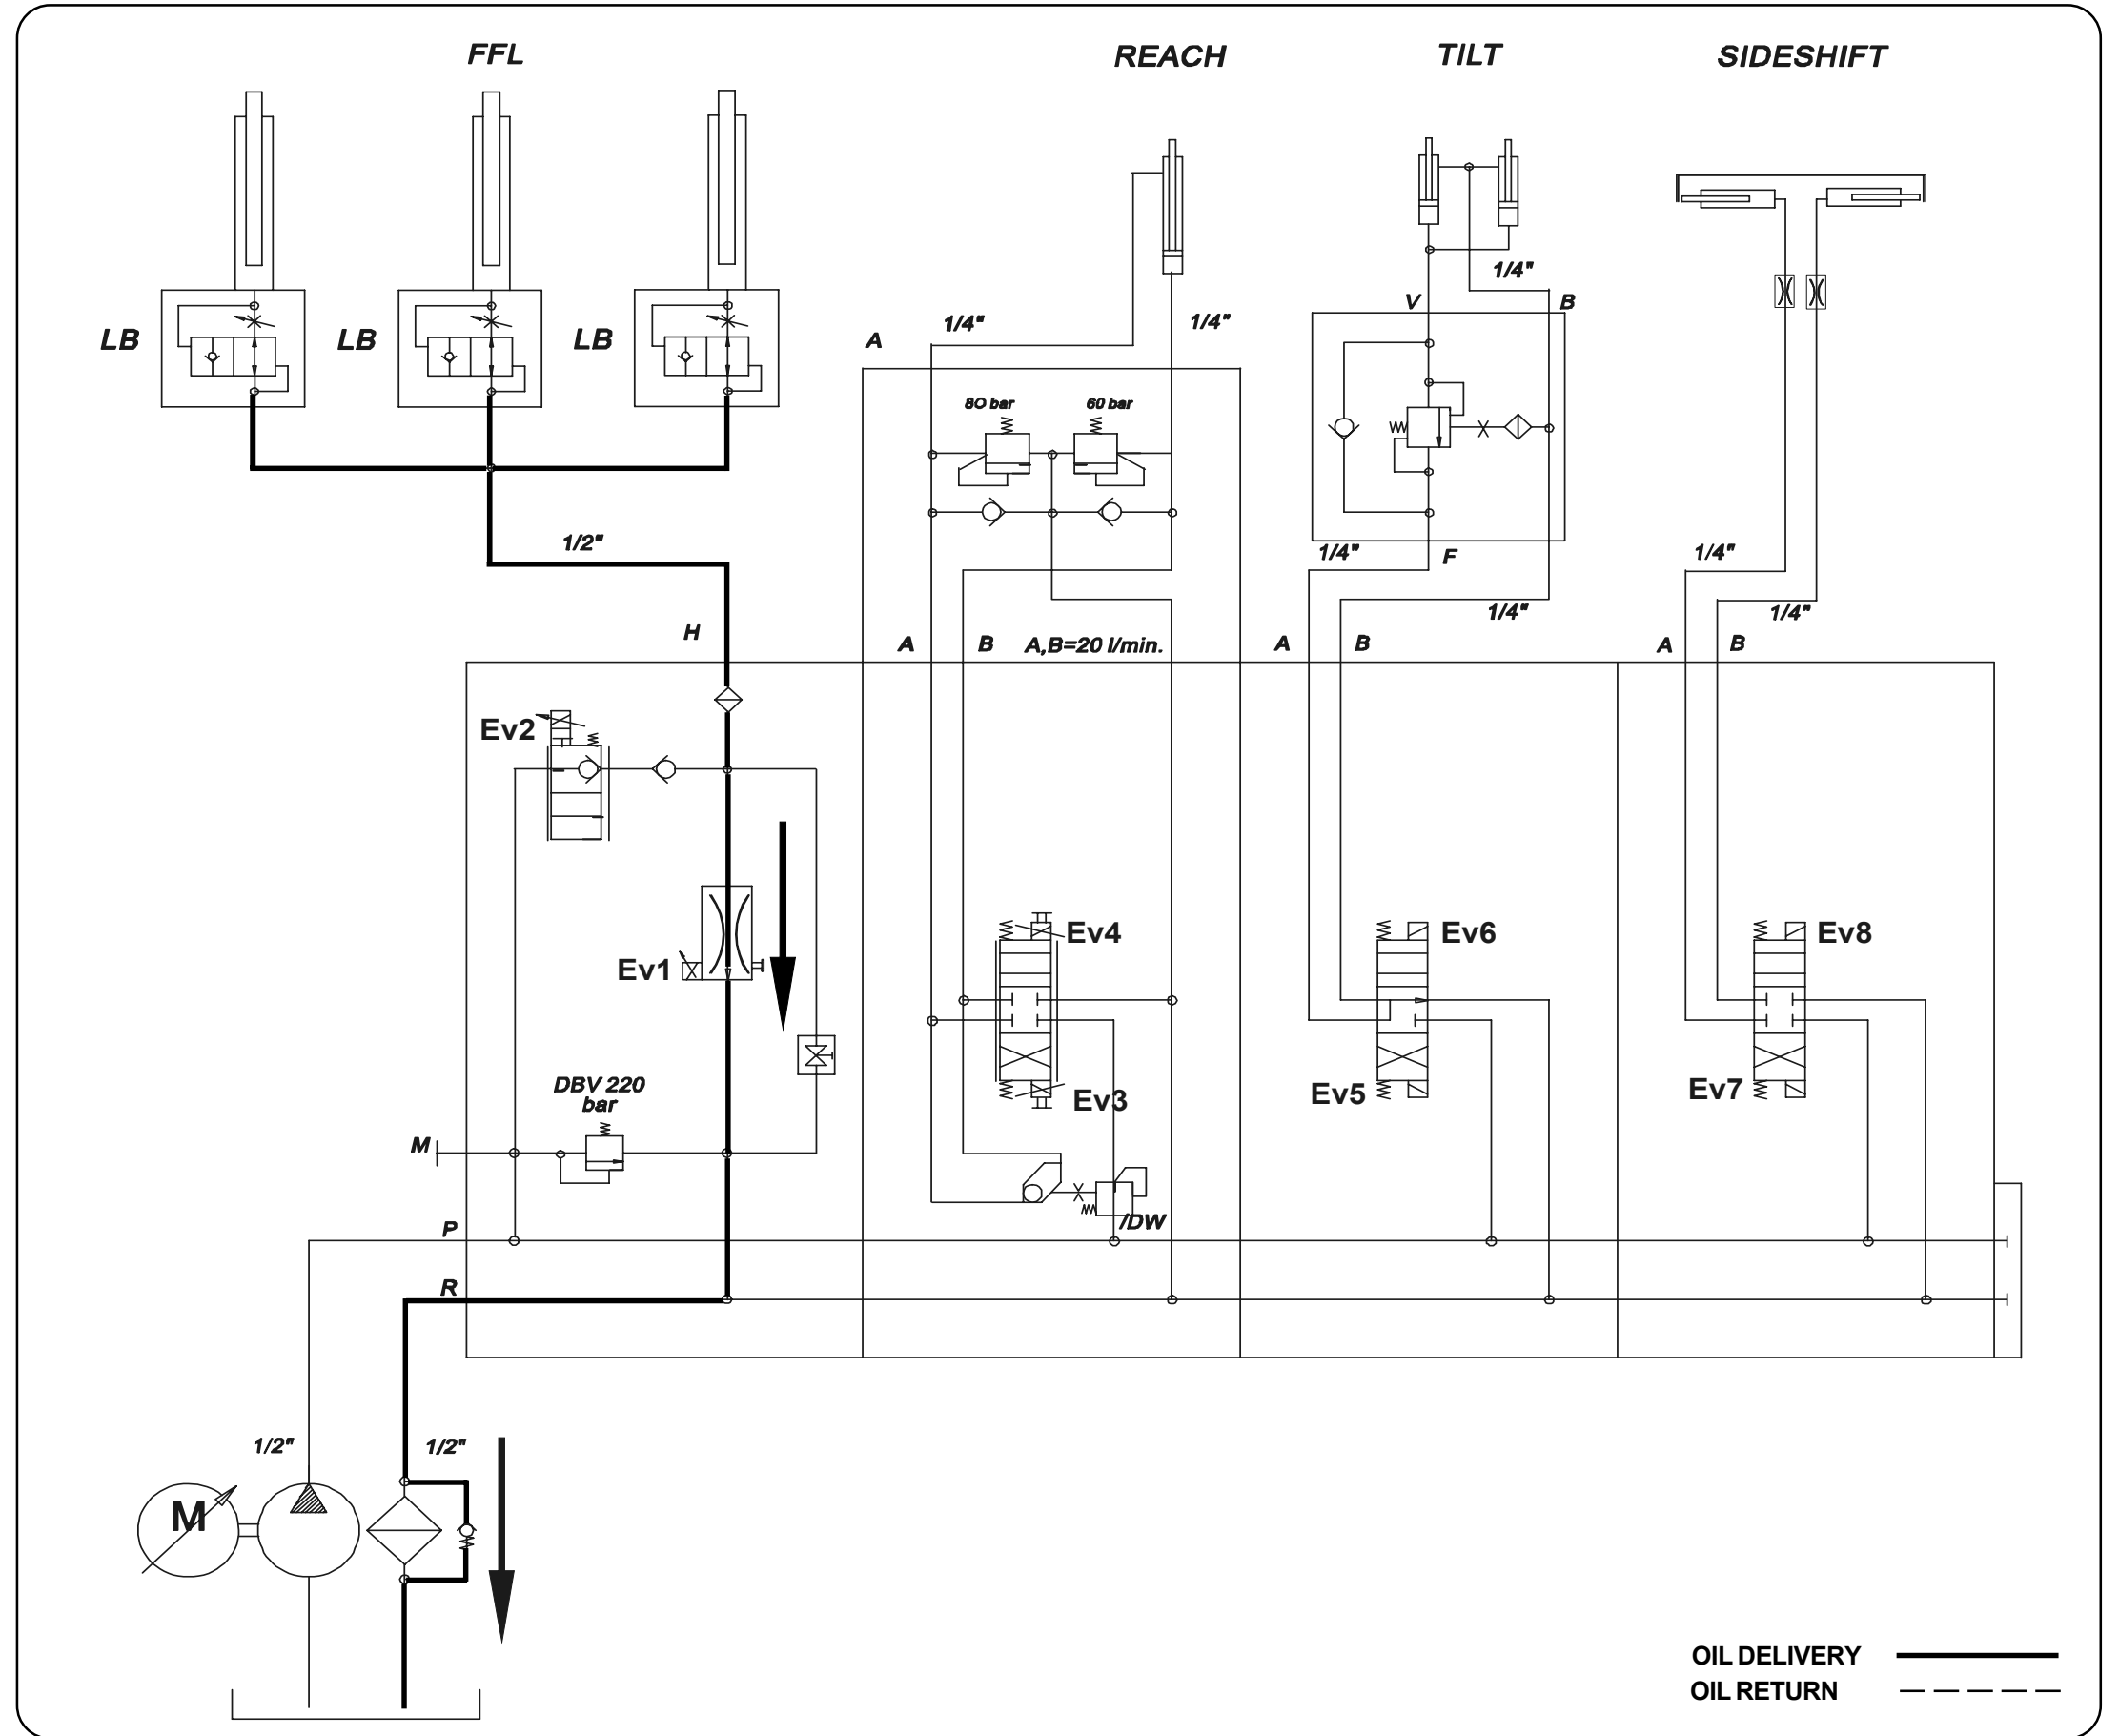 FFL
REACH
TILT
SIDESHIFT
LB
LB
LB
1/4"
1/4"
1/4"
V
B
A
8O bar
60 bar
1/2"
1/4"
F
1/4"
1/4"
1/4"
H
A
B
A,B=20 l/min.
A
B
A
B
Ev2
Ev1
Ev4
Ev6
Ev8
Ev3
Ev5
Ev7
DBV 220
bar
M
/DW
P
R
1/2"
1/2"
M
OIL DELIVERY
OIL RETURN